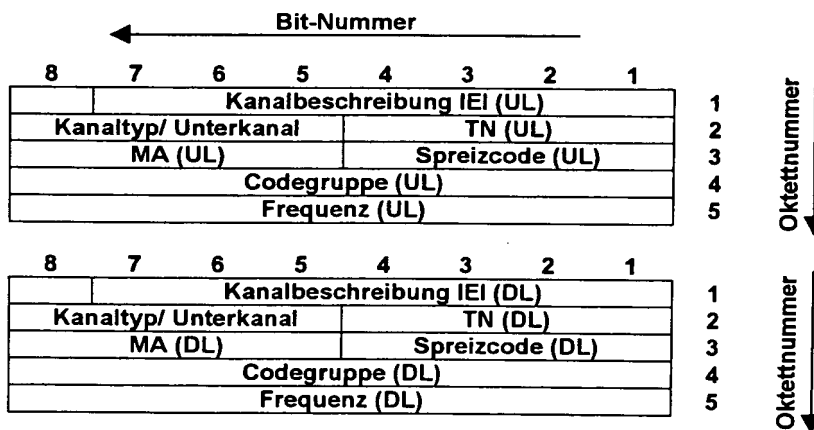 Bit-Nummer
8 7 6 5 4 3 2 1
Kanalbeschreibung IEI (UL) 1
Kanaltyp/ Unterkanal TN (UL) 2
MA (UL) Spreizcode (UL) 3
Codegruppe (UL) 4
Frequenz (UL) 5
Oktettnummer
8 7 6 5 4 3 2 1
Kanalbeschreibung IEI (DL) 1
Kanaltyp/ Unterkanal TN (DL) 2
MA (DL) Spreizcode (DL) 3
Codegruppe (DL) 4
Frequenz (DL) 5
Oktettnummer